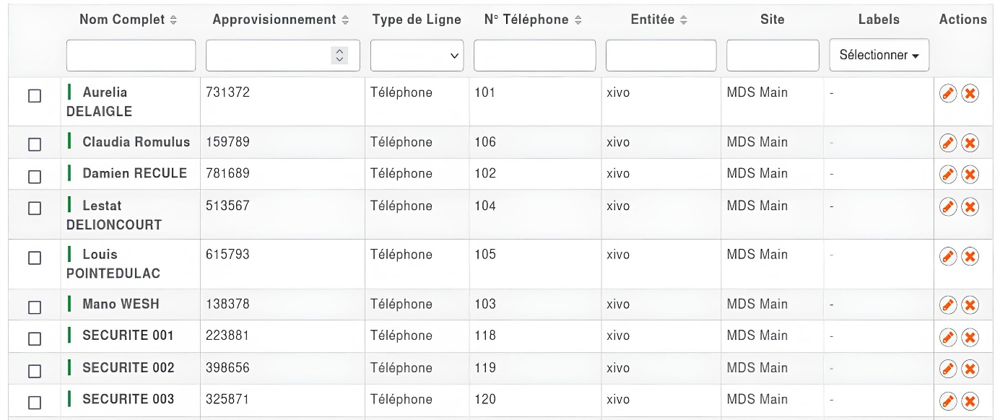 Nom Complet Approvisionnement Type de Ligne N° Téléphone Entitée Site Labels Actions
Sélectionner
Aurelia DELAIGLE 731372 Téléphone 101 xivo MDS Main -
Claudia Romulus 159789 Téléphone 106 xivo MDS Main -
Damien RECULE 781689 Téléphone 102 xivo MDS Main -
Lestat DELIONCOURT 513567 Téléphone 104 xivo MDS Main -
Louis POINTEDULAC 615793 Téléphone 105 xivo MDS Main -
Mano WESH 138378 Téléphone 103 xivo MDS Main -
SECURITE 001 223881 Téléphone 118 xivo MDS Main -
SECURITE 002 398656 Téléphone 119 xivo MDS Main -
SECURITE 003 325871 Téléphone 120 xivo MDS Main -